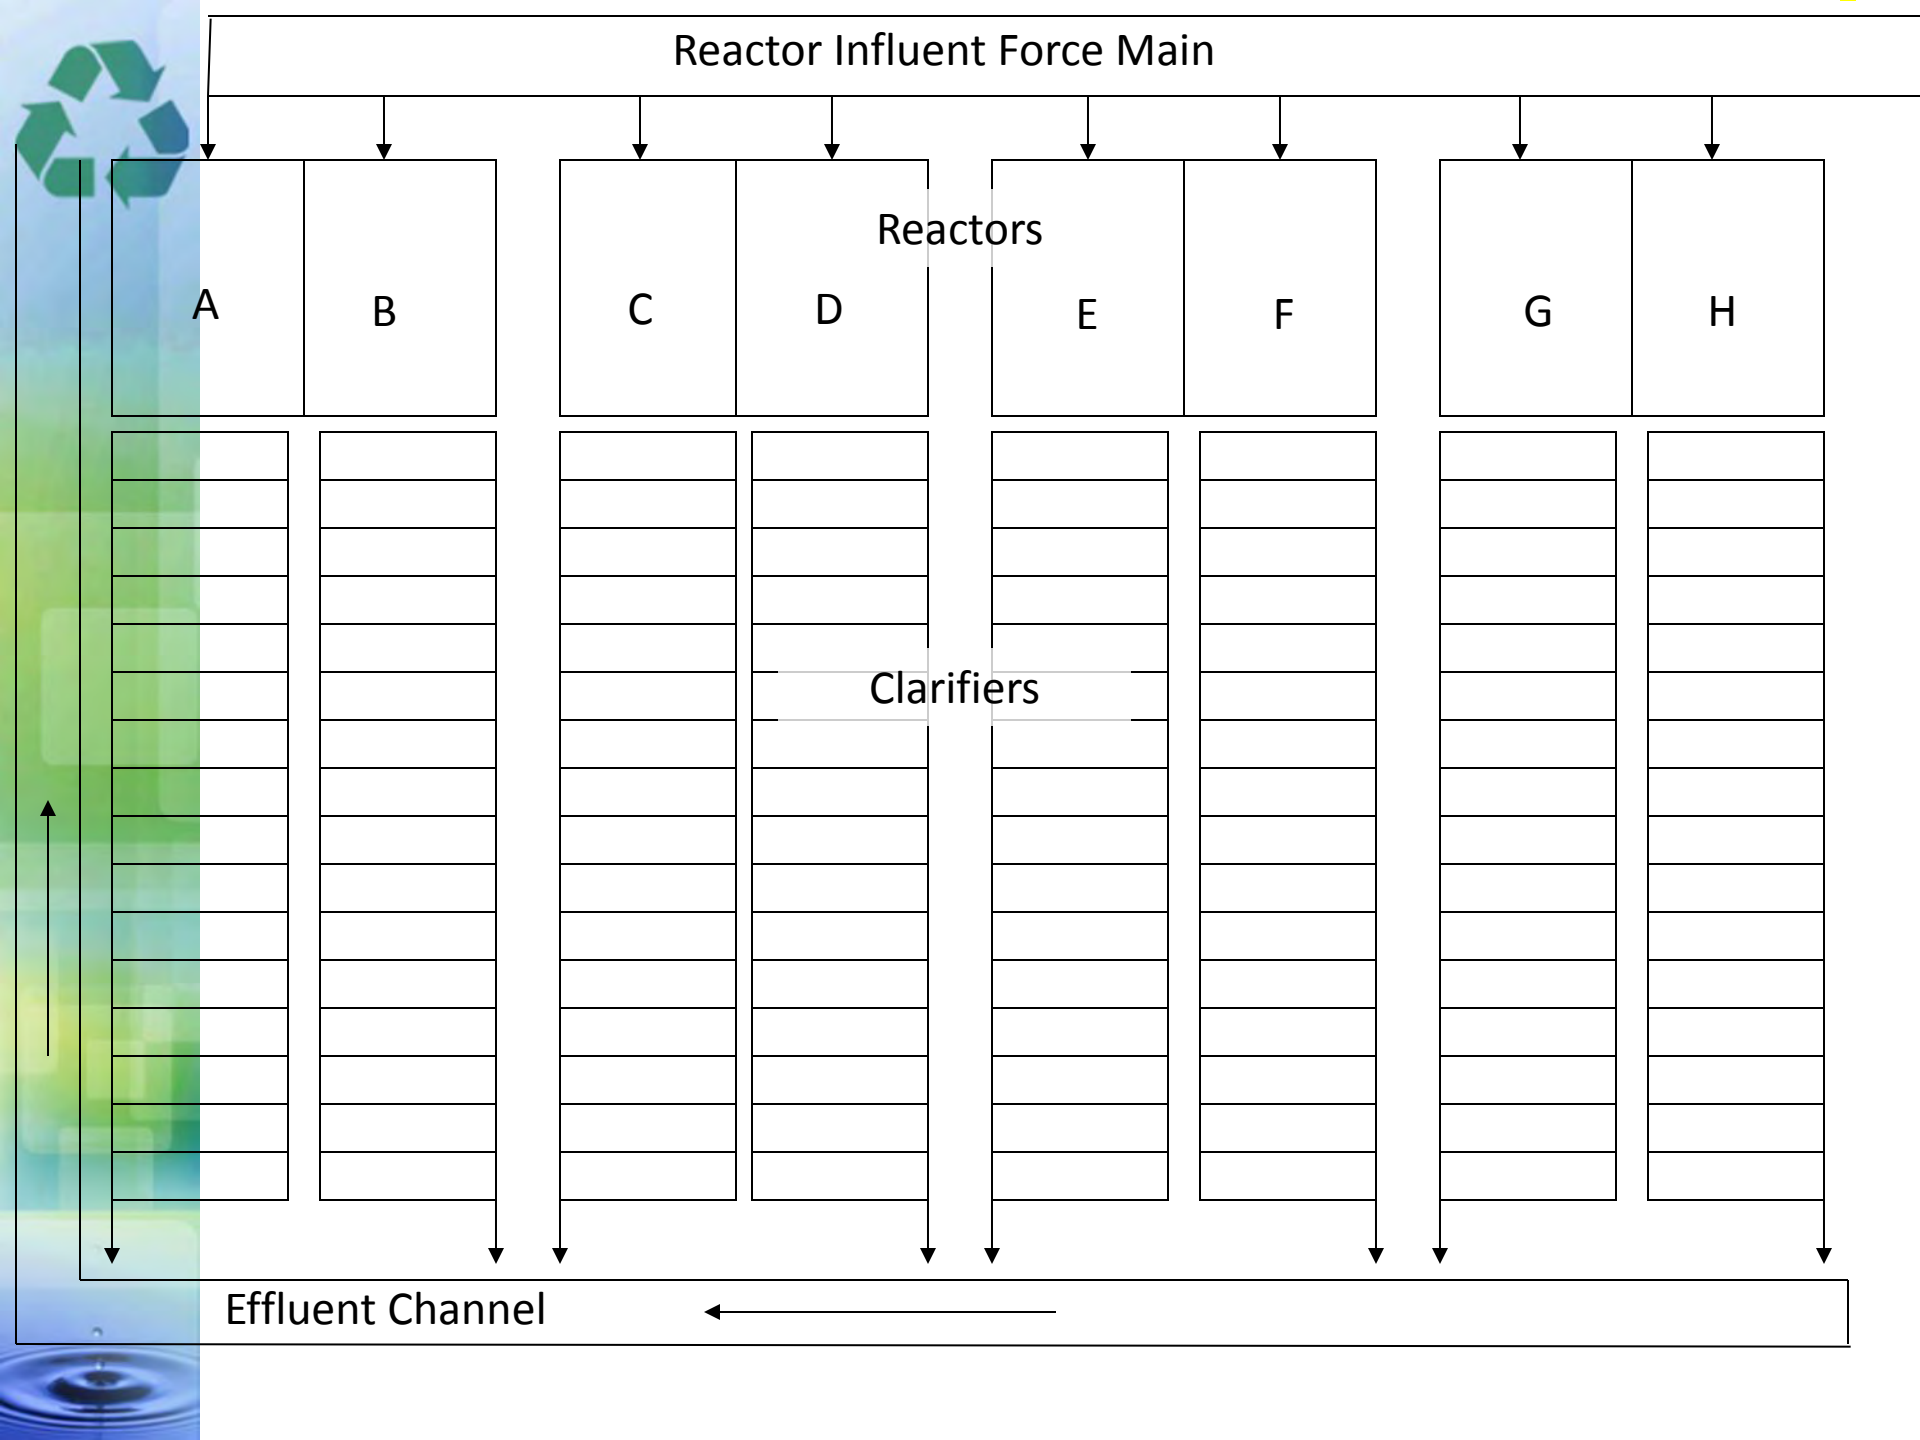 Reactor Influent Force Main
Reactors
A B C D E F G H
Clarifiers
Effluent Channel